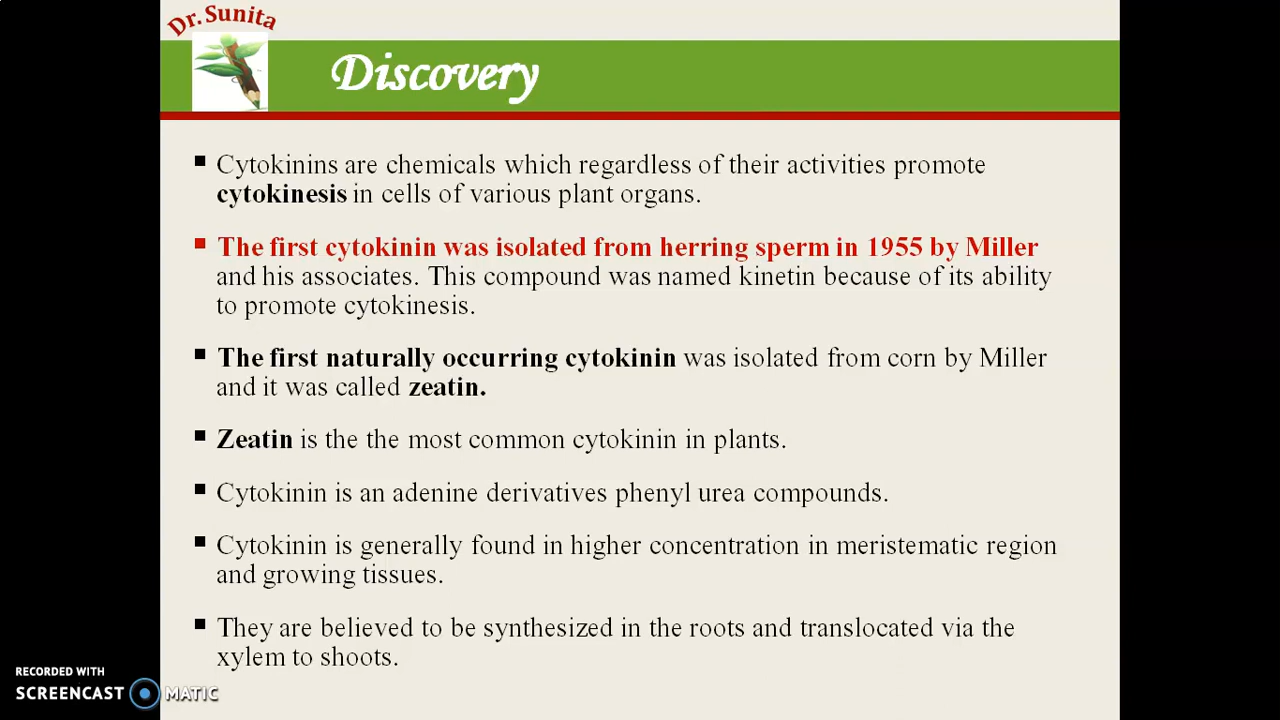 Dr. Sunita
Discovery
▪ Cytokinins are chemicals which regardless of their activities promote
cytokinesis in cells of various plant organs.
▪ The first cytokinin was isolated from herring sperm in 1955 by Miller
and his associates. This compound was named kinetin because of its ability
to promote cytokinesis.
▪ The first naturally occurring cytokinin was isolated from corn by Miller
and it was called zeatin.
▪ Zeatin is the the most common cytokinin in plants.
▪ Cytokinin is an adenine derivatives phenyl urea compounds.
▪ Cytokinin is generally found in higher concentration in meristematic region
and growing tissues.
▪ They are believed to be synthesized in the roots and translocated via the
xylem to shoots.
RECORDED WITH
SCREENCAST MATIC